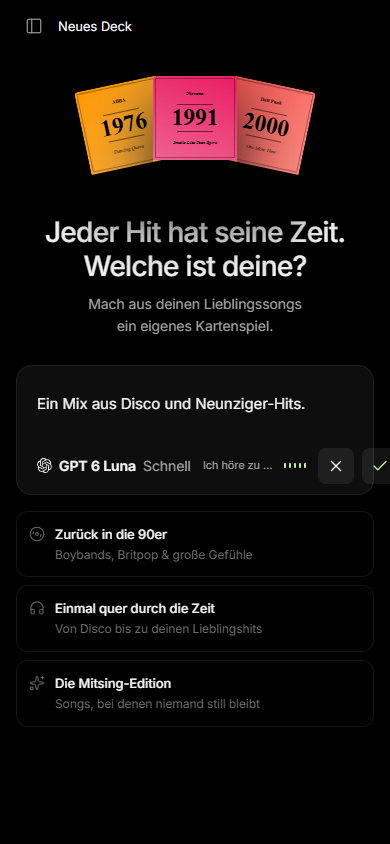 Neues Deck
ABBA
1976
Dancing Queen
Nirvana
1991
Smells Like Teen Spirit
Daft Punk
2000
One More Time
Jeder Hit hat seine Zeit.
Welche ist deine?
Mach aus deinen Lieblingssongs
ein eigenes Kartenspiel.
Ein Mix aus Disco und Neunziger-Hits.
GPT 6 Luna Schnell Ich höre zu ...
Zurück in die 90er
Boybands, Britpop & große Gefühle
Einmal quer durch die Zeit
Von Disco bis zu deinen Lieblingshits
Die Mitsing-Edition
Songs, bei denen niemand still bleibt